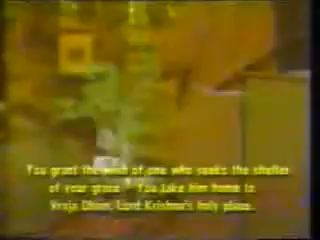 You grant the wish of one who seeks the shelter
of your grace You take him home to
Vraja Dham, Lord Krishna's holy place.